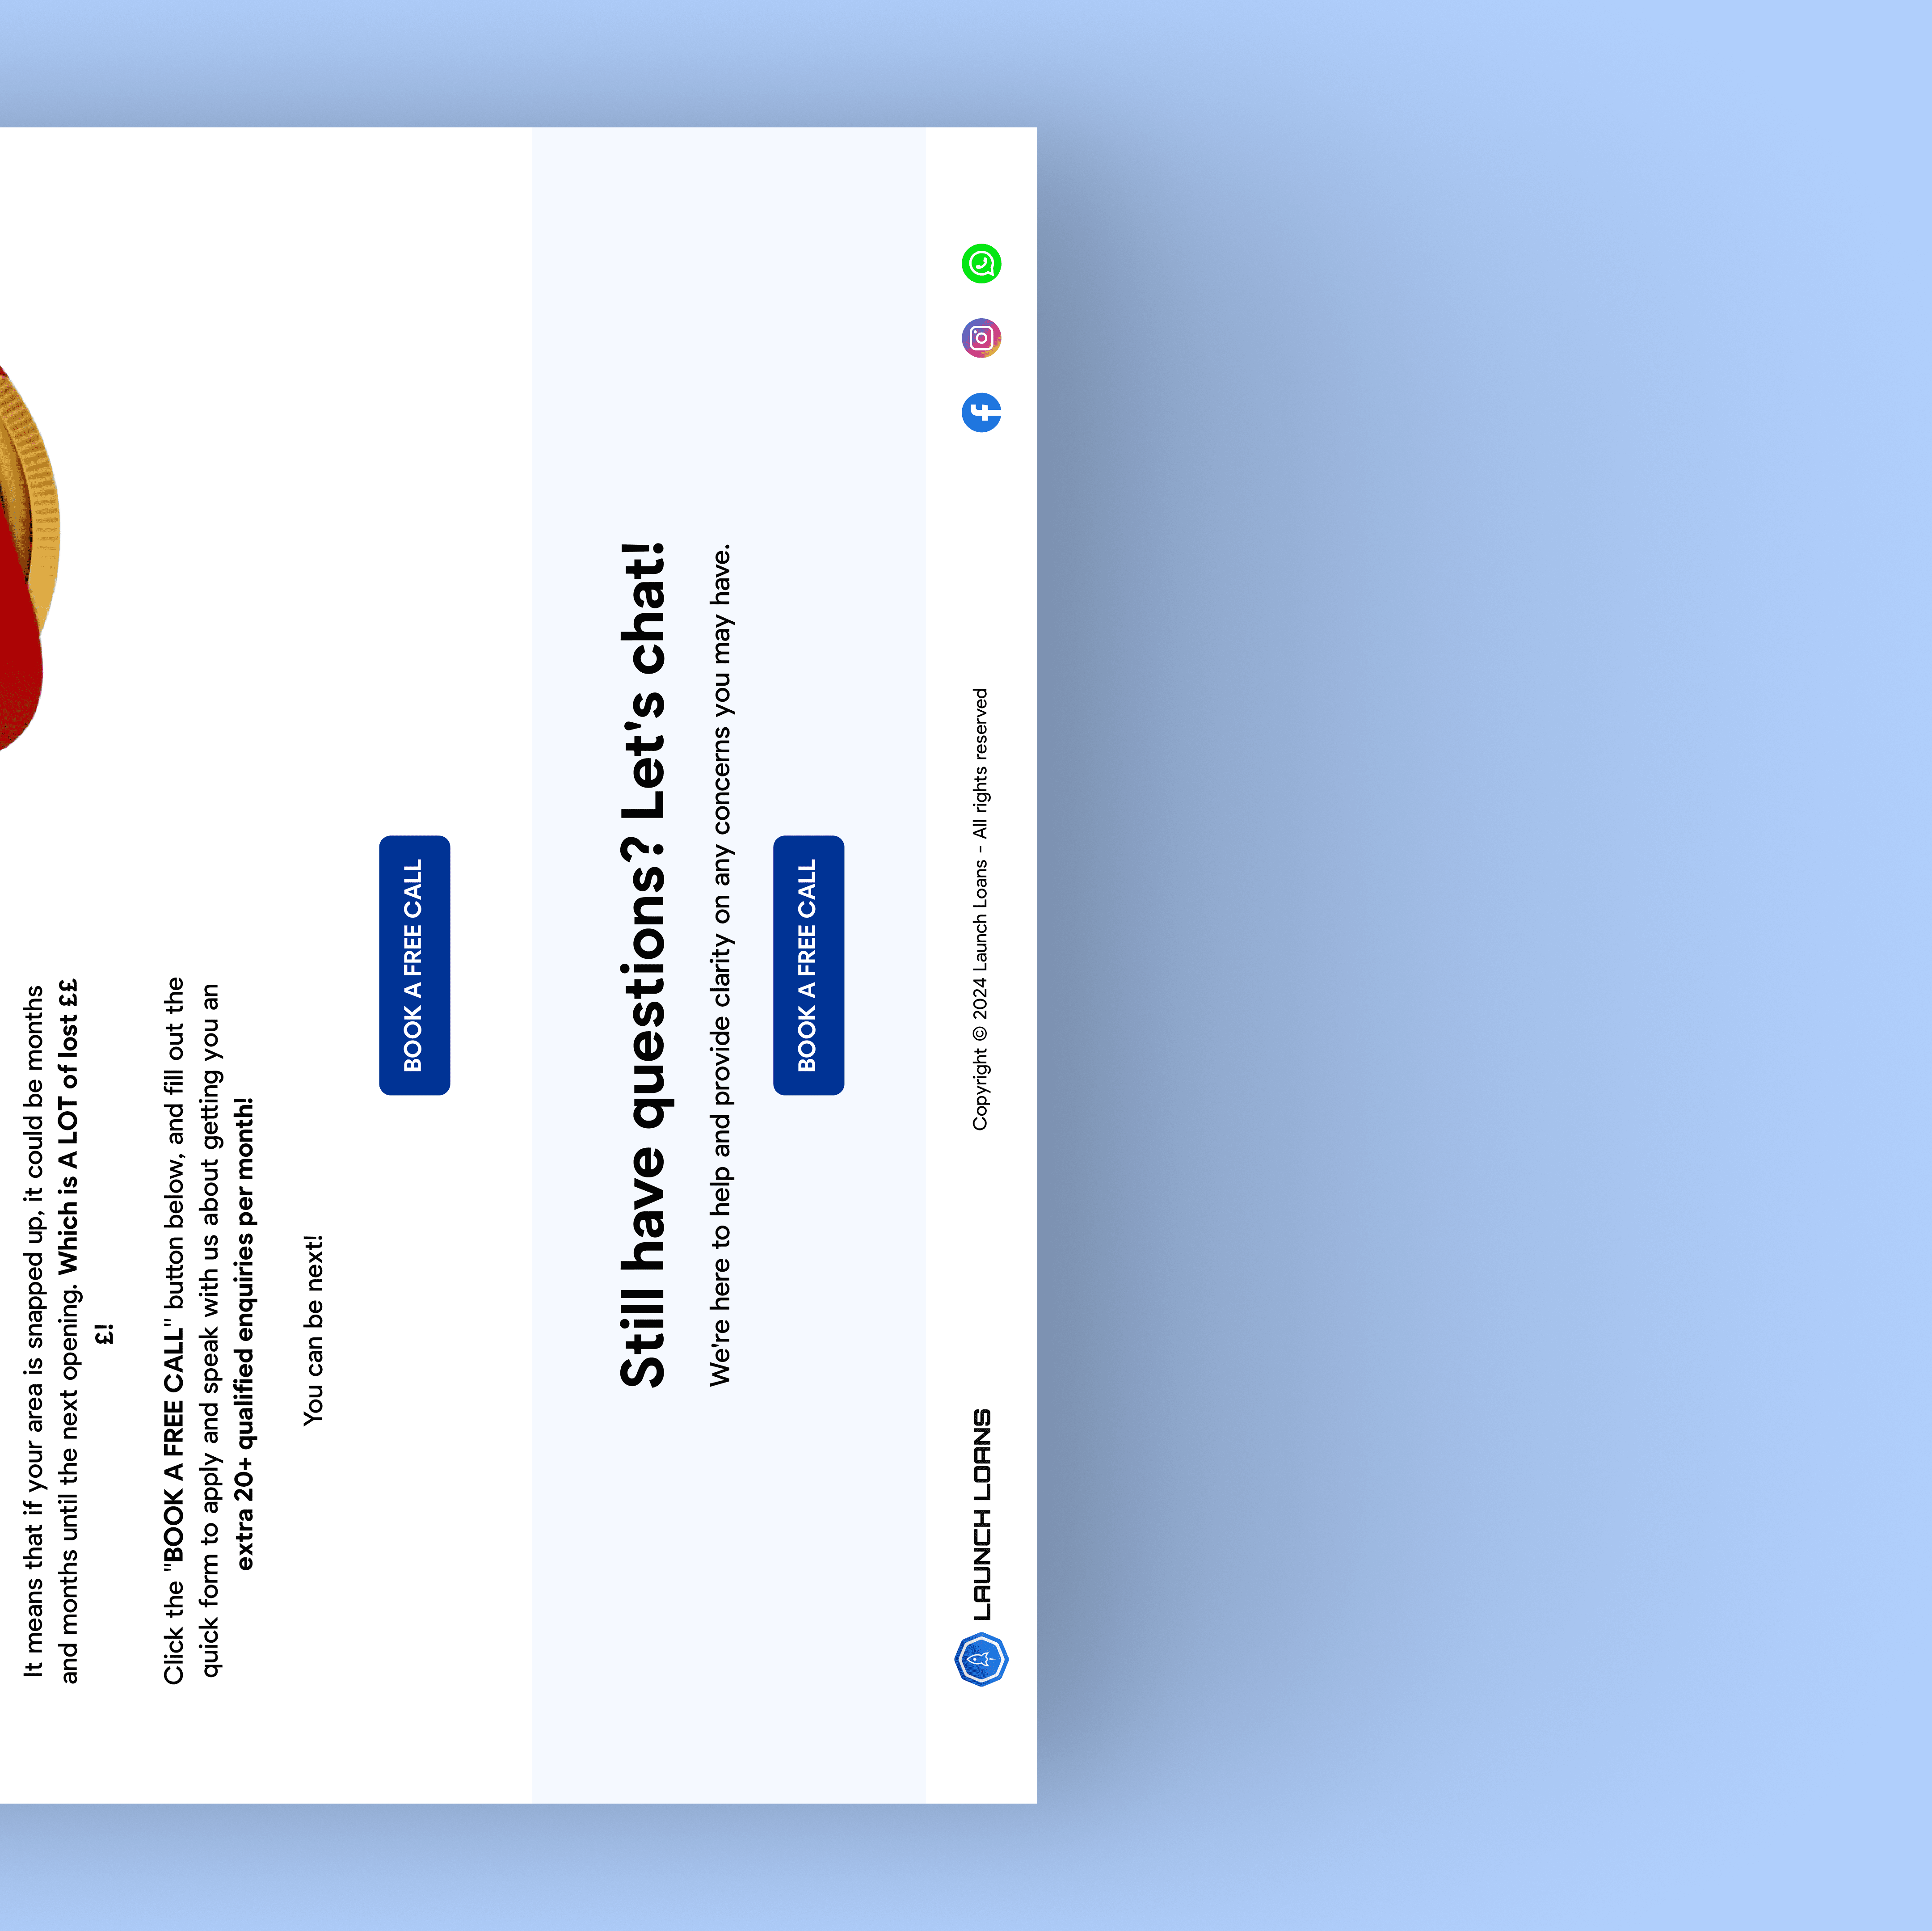 It means that if your area is snapped up, it could be months
and months until the next opening. Which is A LOT of lost ££
£!
Click the "BOOK A FREE CALL" button below, and fill out the
quick form to apply and speak with us about getting you an
extra 20+ qualified enquiries per month!
You can be next!
BOOK A FREE CALL
Still have questions? Let's chat!
We're here to help and provide clarity on any concerns you may have.
BOOK A FREE CALL
LAUNCH LOANS
Copyright © 2024 Launch Loans - All rights reserved